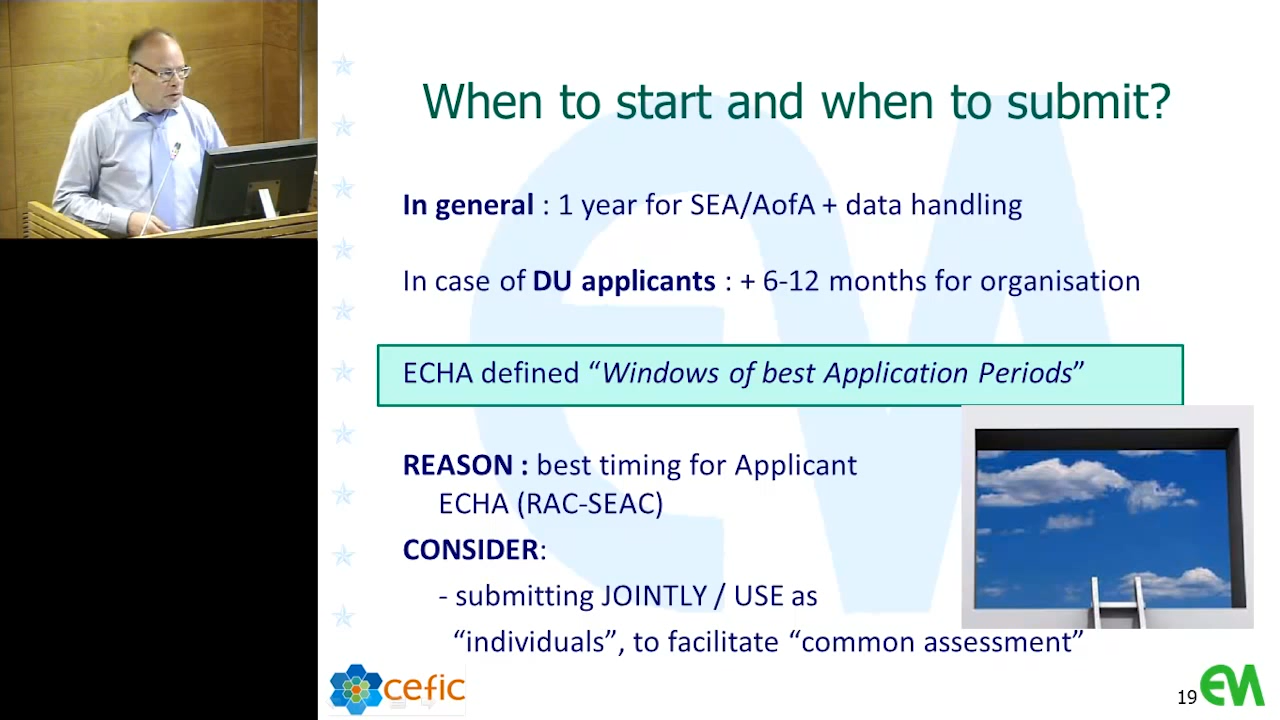 When to start and when to submit?
In general : 1 year for SEA/AofA + data handling
In case of DU applicants : + 6-12 months for organisation
ECHA defined “Windows of best Application Periods”
REASON : best timing for Applicant
ECHA (RAC-SEAC)
CONSIDER:
- submitting JOINTLY / USE as
“individuals”, to facilitate “common assessment”
cefic
19
EM